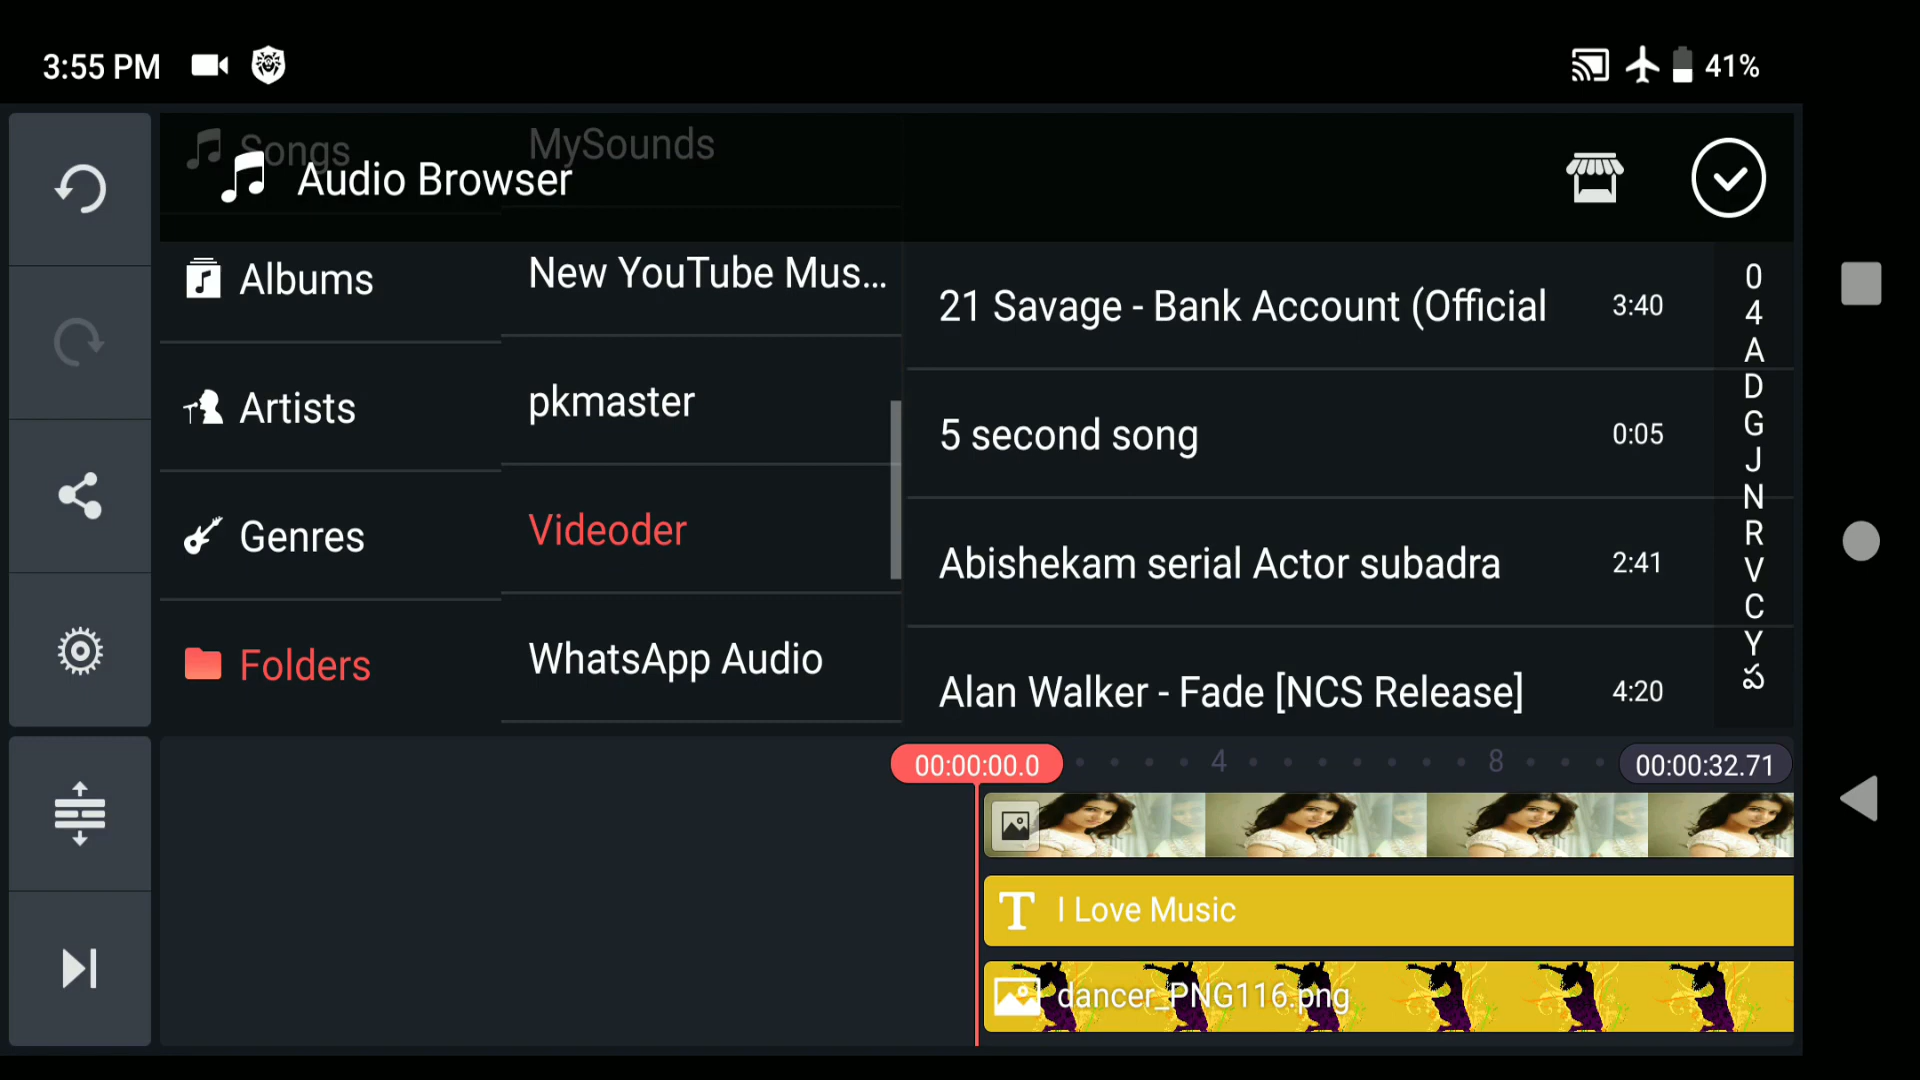 3:55 PM
41%
Songs
MySounds
Audio Browser
Albums
New YouTube Mus...
Artists
pkmaster
Genres
Videoder
Folders
WhatsApp Audio
21 Savage - Bank Account (Official
3:40
5 second song
0:05
Abishekam serial Actor subadra
2:41
Alan Walker - Fade [NCS Release]
4:20
0
4
A
D
G
J
N
R
V
C
Y
వ
00:00:00.0
4
8
00:00:32.71
T I Love Music
dancer_PNG116.png